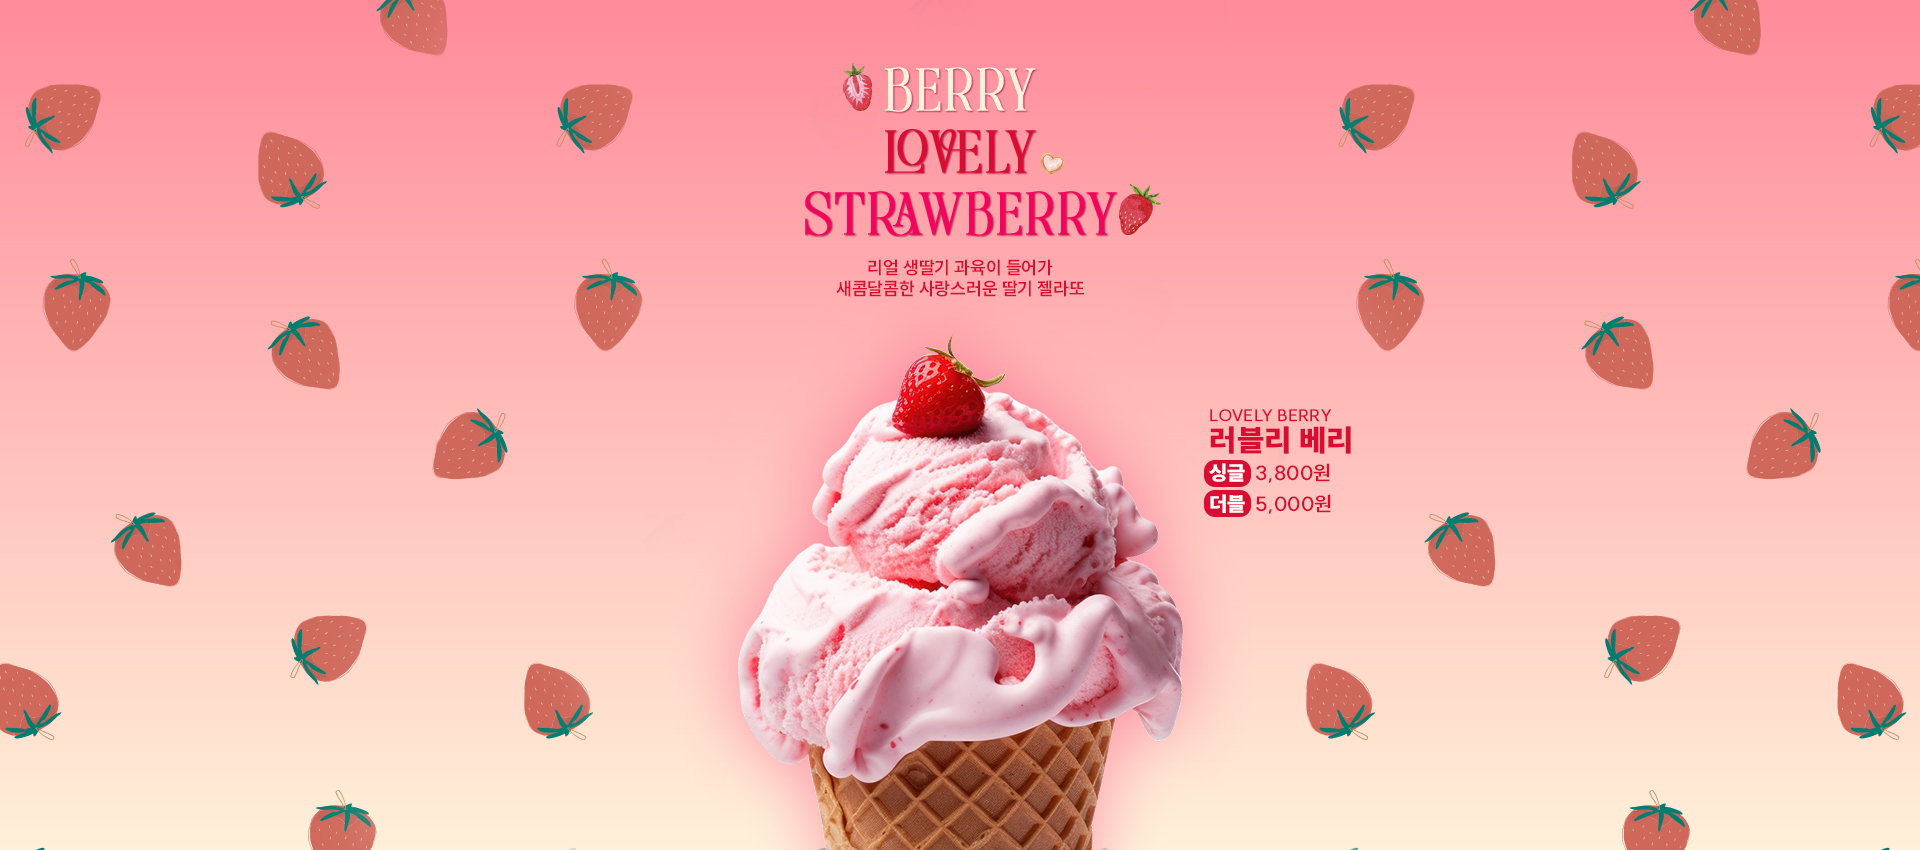 BERRY
LOVELY
STRAWBERRY
리얼 생딸기 과육이 들어가
새콤달콤한 사랑스러운 딸기 젤라또
LOVELY BERRY
러블리 베리
싱글 3,800원
더블 5,000원